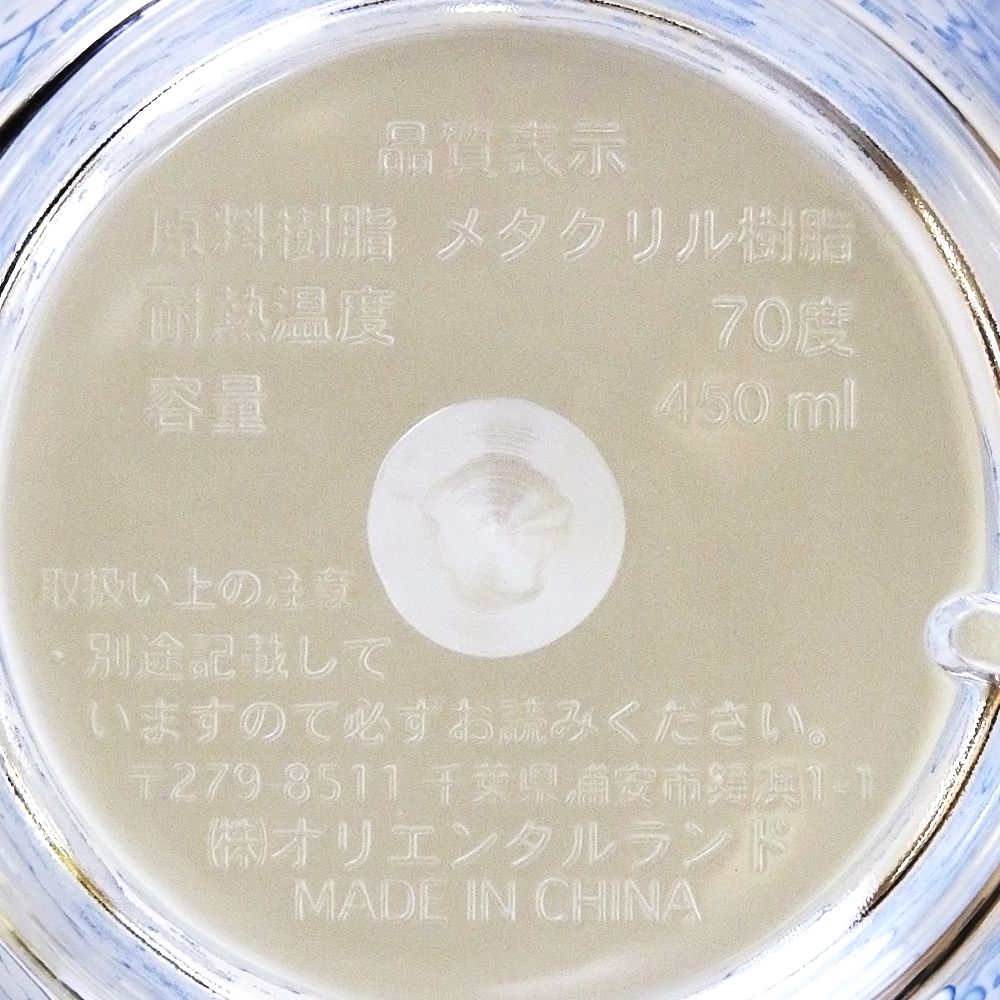 品質表示
原料樹脂 メタクリル樹脂
耐熱温度 70度
容量 450 ml
取扱い上の注意
・別途記載して
いますので必ずお読みください。
〒279 8511 千葉県浦安市舞浜1-1
㈱オリエンタルランド
MADE IN CHINA